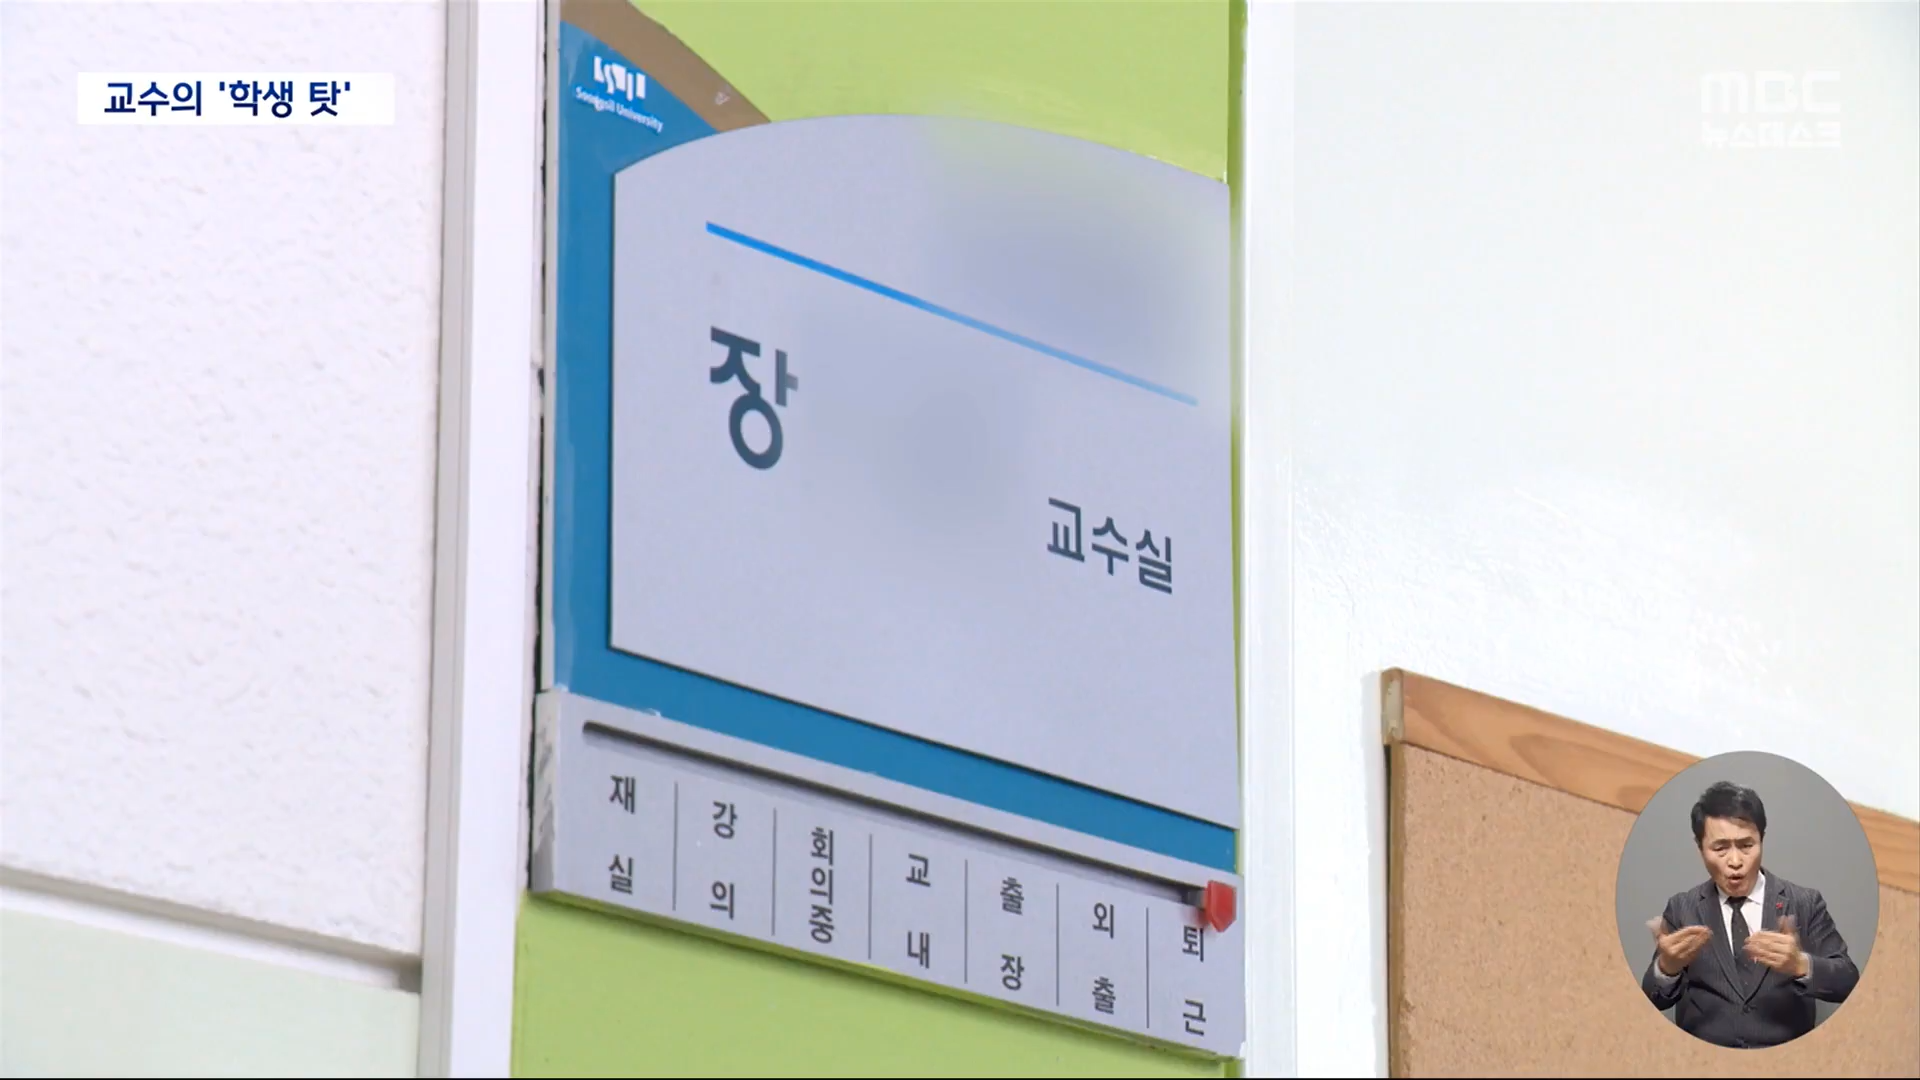 교수의 '학생 탓'
MBC
뉴스데스크
Soongsil University
장
교수실
재실
강의
회의중
교내
출장
외출
퇴근